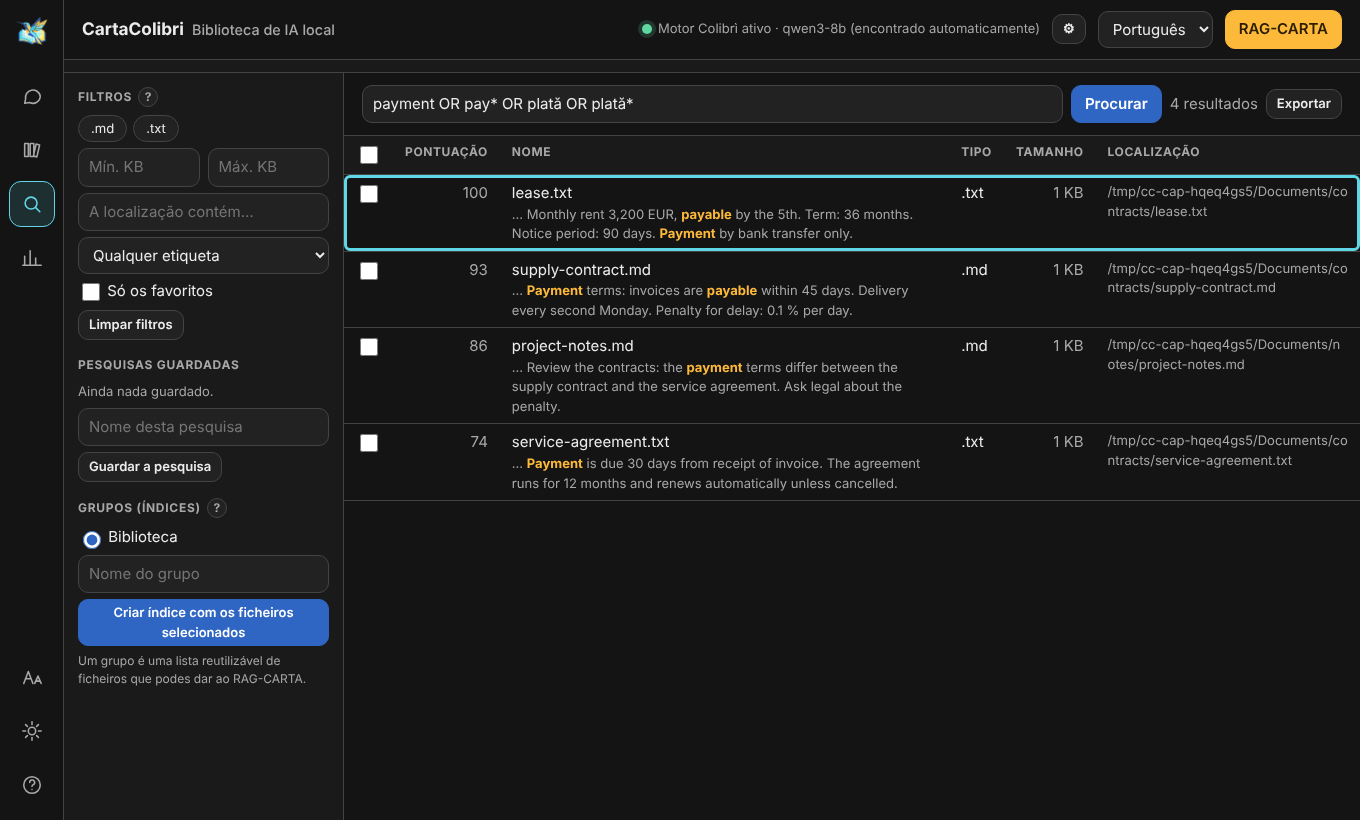 CartaColibri Biblioteca de IA local
Motor Colibrì ativo · qwen3-8b (encontrado automaticamente)
Português
RAG-CARTA
FILTROS ?
.md .txt
Mín. KB Máx. KB
A localização contém…
Qualquer etiqueta
Só os favoritos
Limpar filtros
PESQUISAS GUARDADAS
Ainda nada guardado.
Nome desta pesquisa
Guardar a pesquisa
GRUPOS (ÍNDICES) ?
Biblioteca
Nome do grupo
Criar índice com os ficheiros
selecionados
Um grupo é uma lista reutilizável de
ficheiros que podes dar ao RAG-CARTA.
AA
payment OR pay* OR plată OR plată*
Procurar
4 resultados
Exportar
PONTUAÇÃO NOME TIPO TAMANHO LOCALIZAÇÃO
100 lease.txt .txt 1 KB /tmp/cc-cap-hqeq4gs5/Documents/co
ntracts/lease.txt
… Monthly rent 3,200 EUR, payable by the 5th. Term: 36 months.
Notice period: 90 days. Payment by bank transfer only.
93 supply-contract.md .md 1 KB /tmp/cc-cap-hqeq4gs5/Documents/co
ntracts/supply-contract.md
… Payment terms: invoices are payable within 45 days. Delivery
every second Monday. Penalty for delay: 0.1 % per day.
86 project-notes.md .md 1 KB /tmp/cc-cap-hqeq4gs5/Documents/n
otes/project-notes.md
… Review the contracts: the payment terms differ between the
supply contract and the service agreement. Ask legal about the
penalty.
74 service-agreement.txt .txt 1 KB /tmp/cc-cap-hqeq4gs5/Documents/co
ntracts/service-agreement.txt
… Payment is due 30 days from receipt of invoice. The agreement
runs for 12 months and renews automatically unless cancelled.